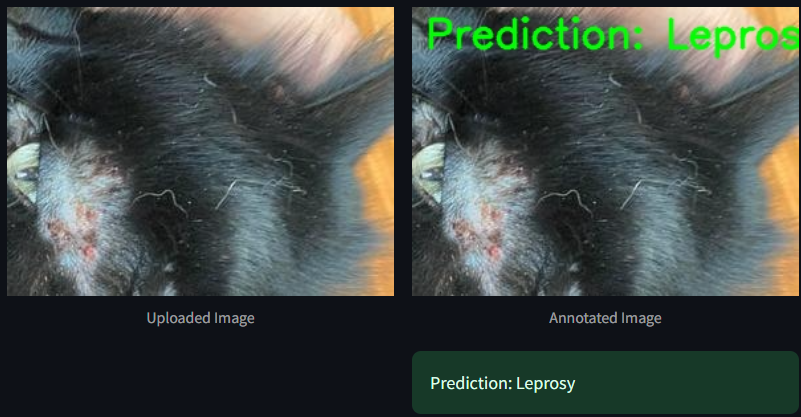 Prediction: Lepros
Uploaded Image
Annotated Image
Prediction: Leprosy